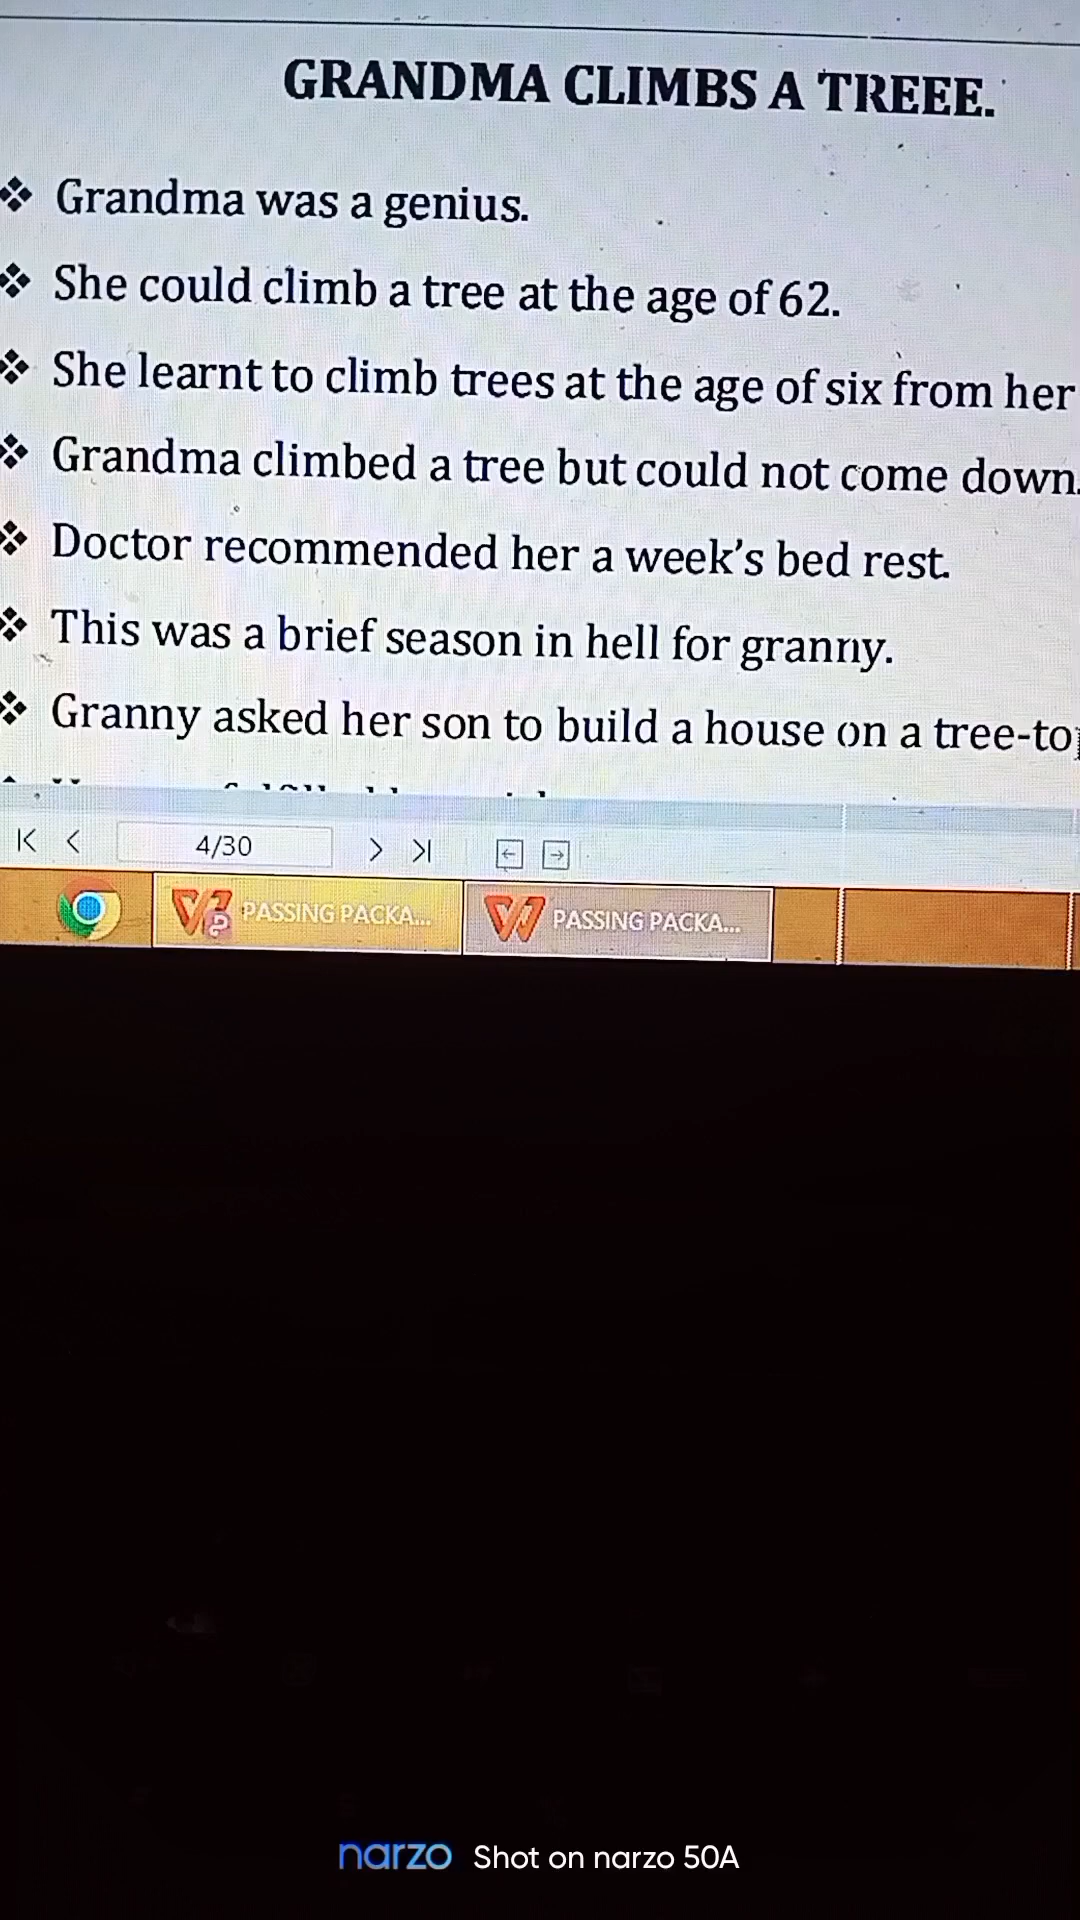 GRANDMA CLIMBS A TREEE.
❖ Grandma was a genius.
❖ She could climb a tree at the age of 62.
❖ She learnt to climb trees at the age of six from her
❖ Grandma climbed a tree but could not come down.
❖ Doctor recommended her a week's bed rest.
❖ This was a brief season in hell for granny.
❖ Granny asked her son to build a house on a
4/30
PASSING PACKA... PASSING PACKA...
narzo Shot on narzo 50A